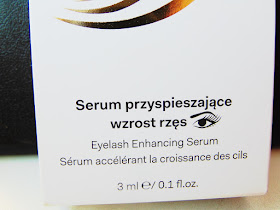 Serum przyspieszające
wzrost rzęs
Eyelash Enhancing Serum
Sérum accélérant la croissance des cils
3 ml ℮/ 0.1 fl.oz.